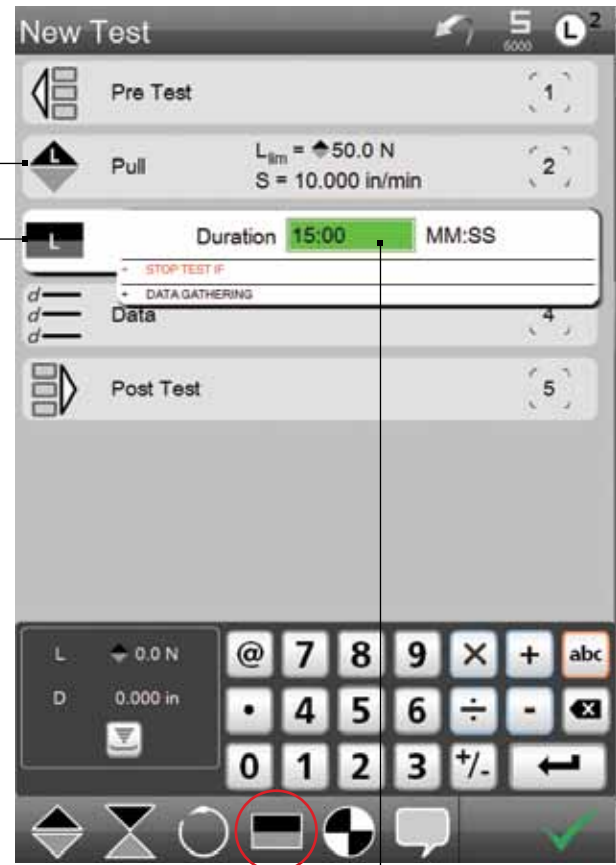 New Test
5
6000
L 2
Pre Test
1
L
Pull
Llim = 50.0 N
S = 10.000 in/min
2
L
Duration 15:00 MM:SS
+ STOP TEST IF
+ DATA GATHERING
d
d
d
Data
4
Post Test
5
L 0.0 N
D 0.000 in
@ 7 8 9 × + abc
• 4 5 6 ÷ -
0 1 2 3 +/-